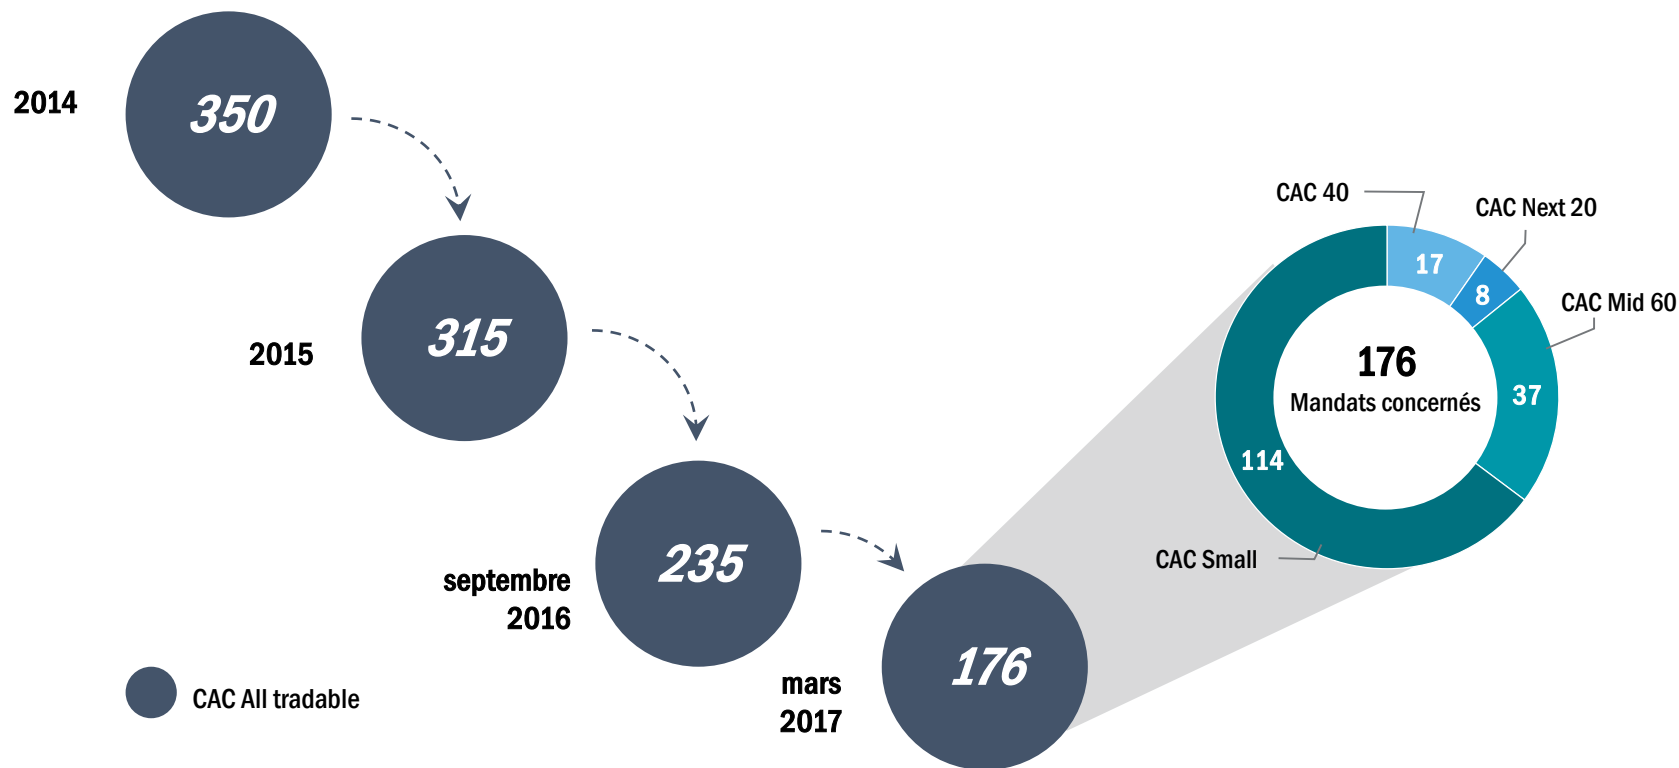 2014
350
2015
315
septembre
2016
235
mars
2017
176
CAC All tradable
CAC 40
CAC Next 20
CAC Mid 60
CAC Small
17
8
37
114
176
Mandats concernés